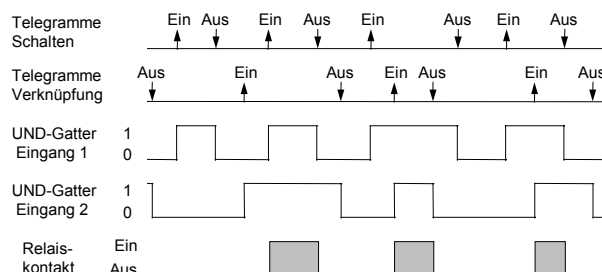 Telegramme Schalten
Ein Aus Ein Aus Ein Aus Ein Aus
Telegramme Verknüpfung
Aus Ein Aus Ein Aus Ein Aus
UND-Gatter 1
Eingang 1 0
UND-Gatter 1
Eingang 2 0
Relais- Ein
kontakt Aus